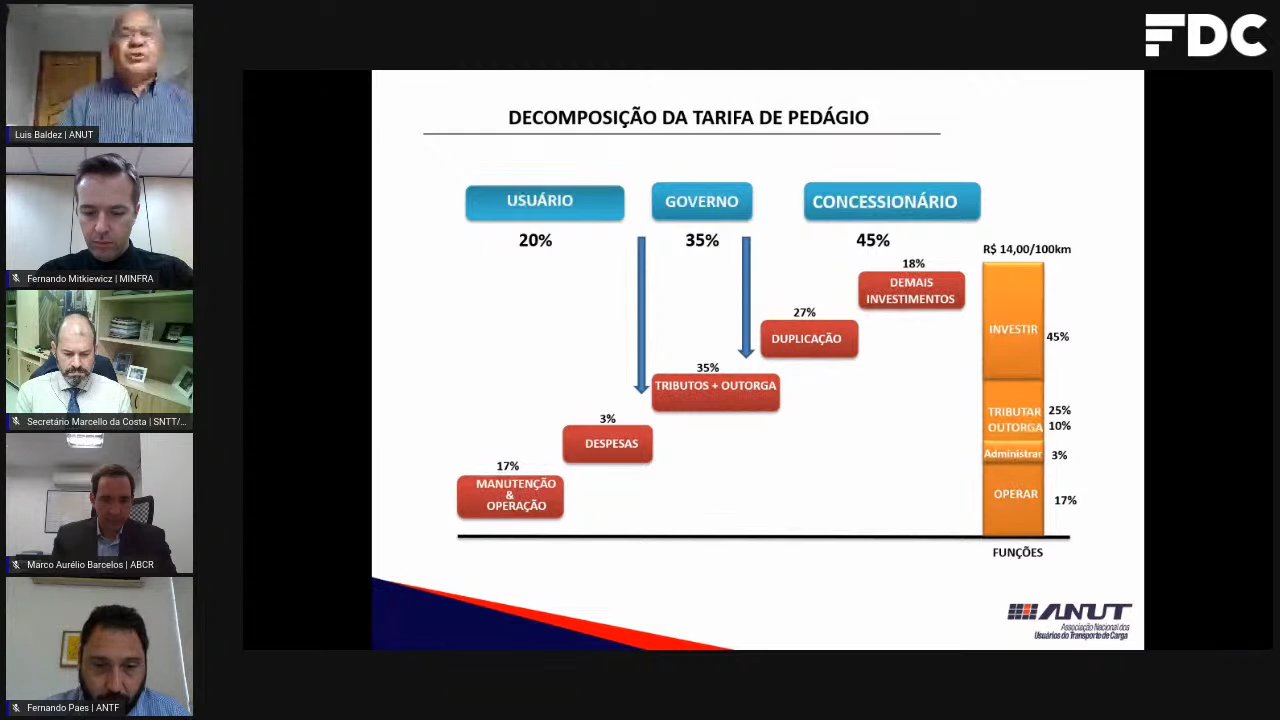 FDC
Luis Baldez | ANUT
Fernando Mitkiewicz | MINFRA
Secretário Marcello da Costa | SNTT/...
Marco Aurélio Barcelos | ABCR
Fernando Paes | ANTF
DECOMPOSIÇÃO DA TARIFA DE PEDÁGIO
USUÁRIO
GOVERNO
CONCESSIONÁRIO
20%
35%
45%
R$ 14,00/100km
18%
DEMAIS
INVESTIMENTOS
27%
DUPLICAÇÃO
35%
TRIBUTOS + OUTORGA
3%
DESPESAS
17%
MANUTENÇÃO
&
OPERAÇÃO
INVESTIR
45%
TRIBUTAR
25%
OUTORGA
10%
Administrar
3%
OPERAR
17%
FUNÇÕES
ANUT
Associação Nacional dos
Usuários do Transporte de Carga